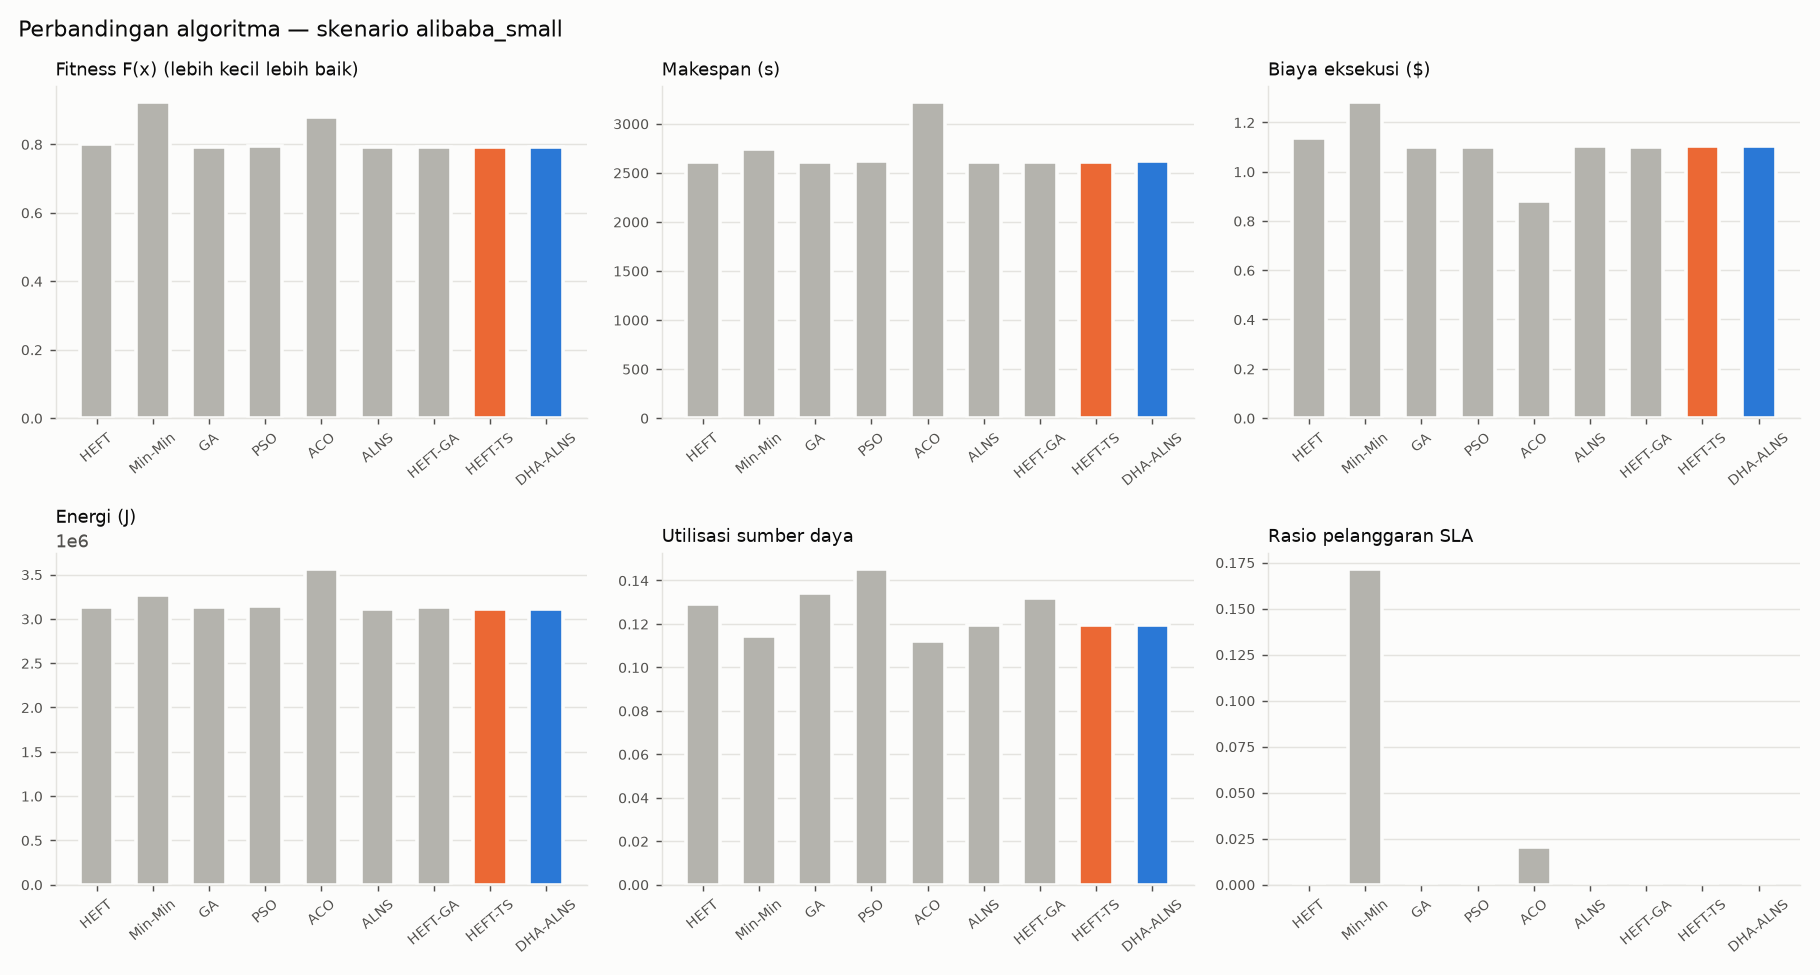 Perbandingan algoritma — skenario alibaba_small
Fitness F(x) (lebih kecil lebih baik)
0.8
0.6
0.4
0.2
0.0
HEFT
Min-Min
GA
PSO
ACO
ALNS
HEFT-GA
HEFT-TS
DHA-ALNS
Makespan (s)
3000
2500
2000
1500
1000
500
0
HEFT
Min-Min
GA
PSO
ACO
ALNS
HEFT-GA
HEFT-TS
DHA-ALNS
Biaya eksekusi ($)
1.2
1.0
0.8
0.6
0.4
0.2
0.0
HEFT
Min-Min
GA
PSO
ACO
ALNS
HEFT-GA
HEFT-TS
DHA-ALNS
Energi (J)
1e6
3.5
3.0
2.5
2.0
1.5
1.0
0.5
0.0
HEFT
Min-Min
GA
PSO
ACO
ALNS
HEFT-GA
HEFT-TS
DHA-ALNS
Utilisasi sumber daya
0.14
0.12
0.10
0.08
0.06
0.04
0.02
0.00
HEFT
Min-Min
GA
PSO
ACO
ALNS
HEFT-GA
HEFT-TS
DHA-ALNS
Rasio pelanggaran SLA
0.175
0.150
0.125
0.100
0.075
0.050
0.025
0.000
HEFT
Min-Min
GA
PSO
ACO
ALNS
HEFT-GA
HEFT-TS
DHA-ALNS